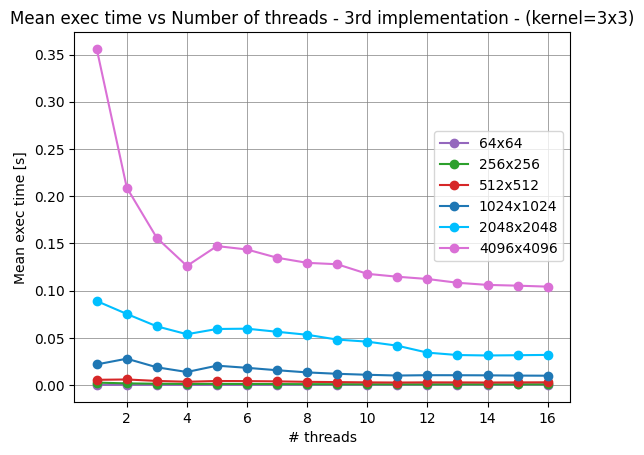 Mean exec time vs Number of threads - 3rd implementation - (kernel=3x3)
0.35
0.30
0.25
0.20
0.15
0.10
0.05
0.00
Mean exec time [s]
64x64
256x256
512x512
1024x1024
2048x2048
4096x4096
2 4 6 8 10 12 14 16
# threads